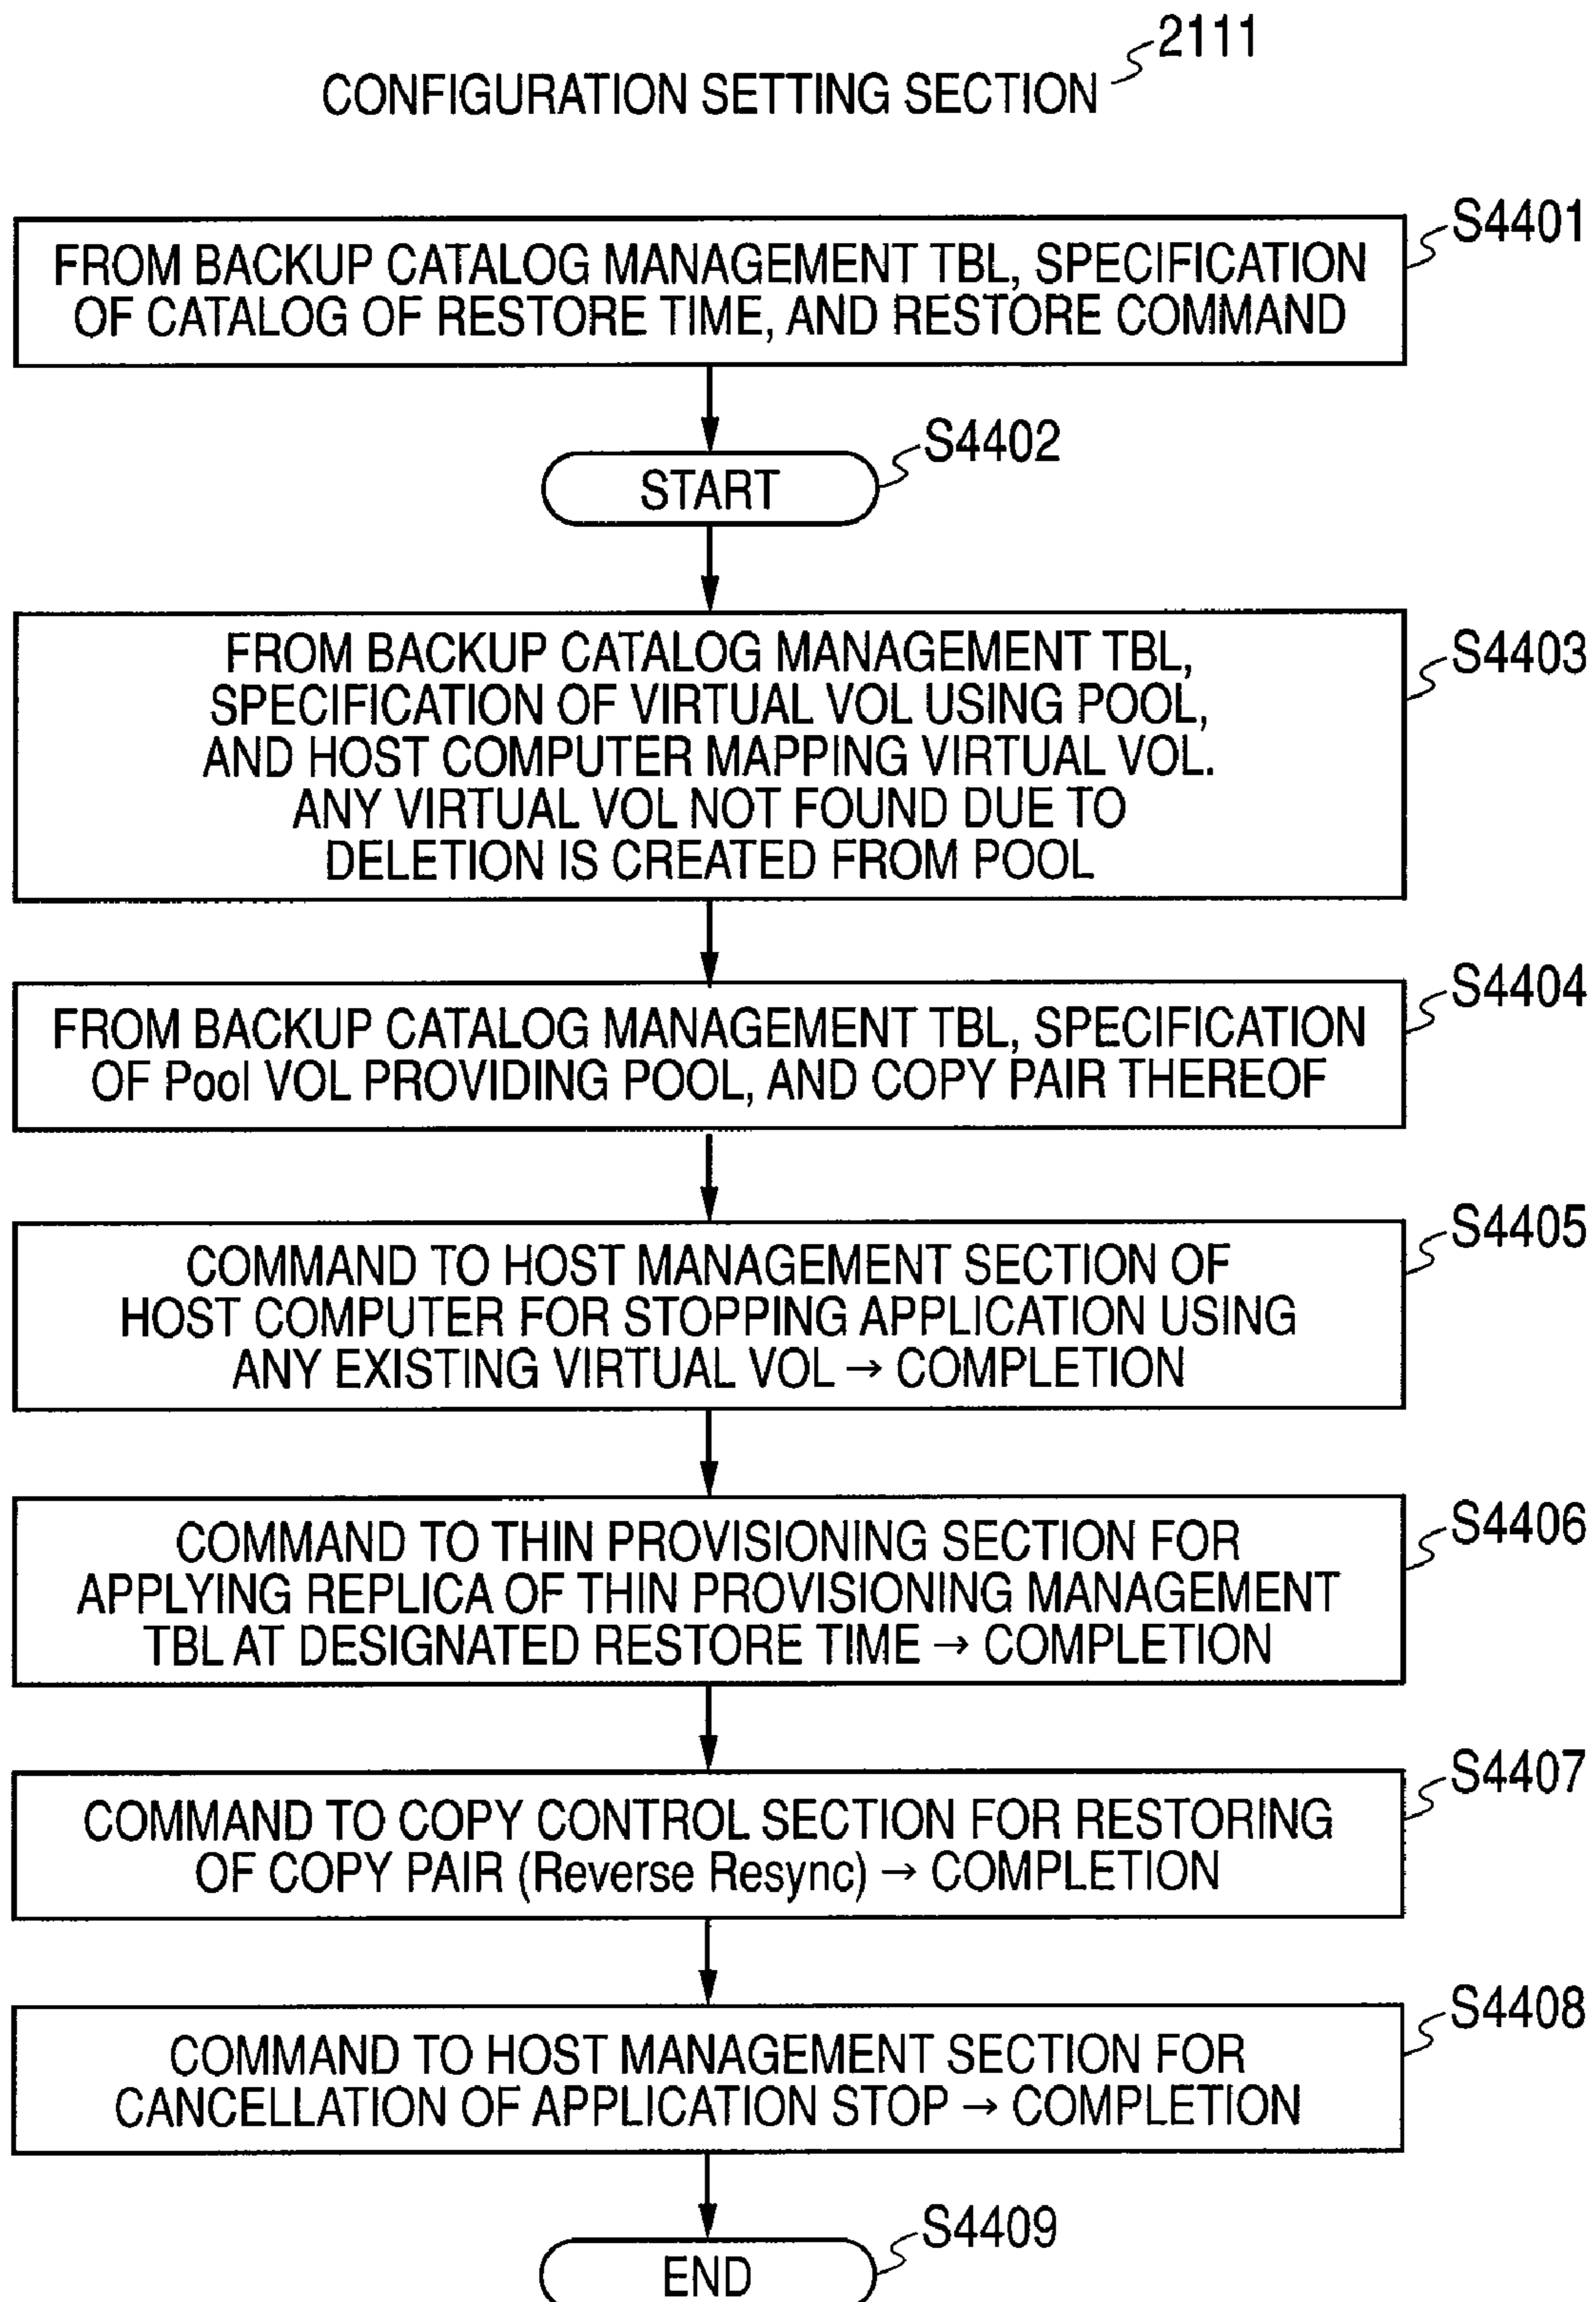 2111
CONFIGURATION SETTING SECTION
S4401
FROM BACKUP CATALOG MANAGEMENT TBL, SPECIFICATION
OF CATALOG OF RESTORE TIME, AND RESTORE COMMAND
S4402
START
S4403
FROM BACKUP CATALOG MANAGEMENT TBL,
SPECIFICATION OF VIRTUAL VOL USING POOL,
AND HOST COMPUTER MAPPING VIRTUAL VOL.
ANY VIRTUAL VOL NOT FOUND DUE TO
DELETION IS CREATED FROM POOL
S4404
FROM BACKUP CATALOG MANAGEMENT TBL, SPECIFICATION
OF Pool VOL PROVIDING POOL, AND COPY PAIR THEREOF
S4405
COMMAND TO HOST MANAGEMENT SECTION OF
HOST COMPUTER FOR STOPPING APPLICATION USING
ANY EXISTING VIRTUAL VOL → COMPLETION
S4406
COMMAND TO THIN PROVISIONING SECTION FOR
APPLYING REPLICA OF THIN PROVISIONING MANAGEMENT
TBL AT DESIGNATED RESTORE TIME → COMPLETION
S4407
COMMAND TO COPY CONTROL SECTION FOR RESTORING
OF COPY PAIR (Reverse Resync) → COMPLETION
S4408
COMMAND TO HOST MANAGEMENT SECTION FOR
CANCELLATION OF APPLICATION STOP → COMPLETION
S4409
END